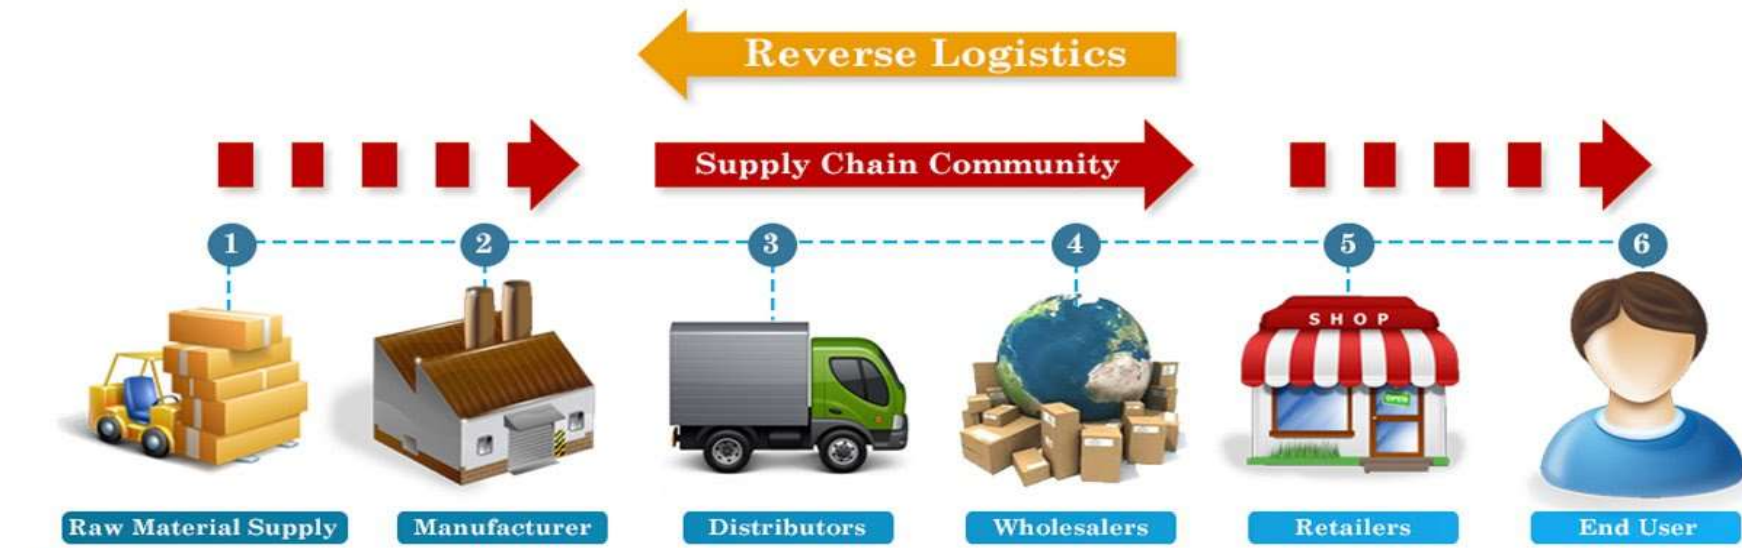 Reverse Logistics
Supply Chain Community
1 2 3 4 5 6
SHOP
OPEN
Raw Material Supply
Manufacturer
Distributors
Wholesalers
Retailers
End User